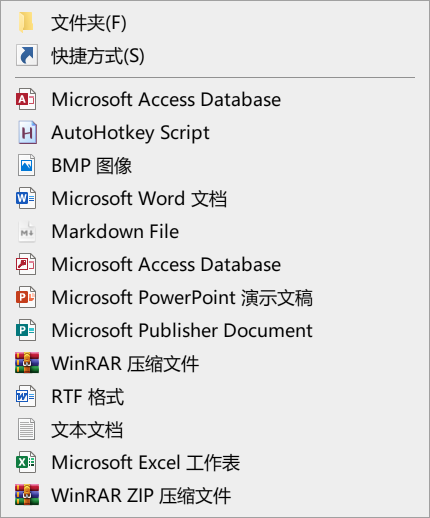 文件夹(F)
快捷方式(S)
Microsoft Access Database
AutoHotkey Script
BMP 图像
Microsoft Word 文档
Markdown File
Microsoft Access Database
Microsoft PowerPoint 演示文稿
Microsoft Publisher Document
WinRAR 压缩文件
RTF 格式
文本文档
Microsoft Excel 工作表
WinRAR ZIP 压缩文件